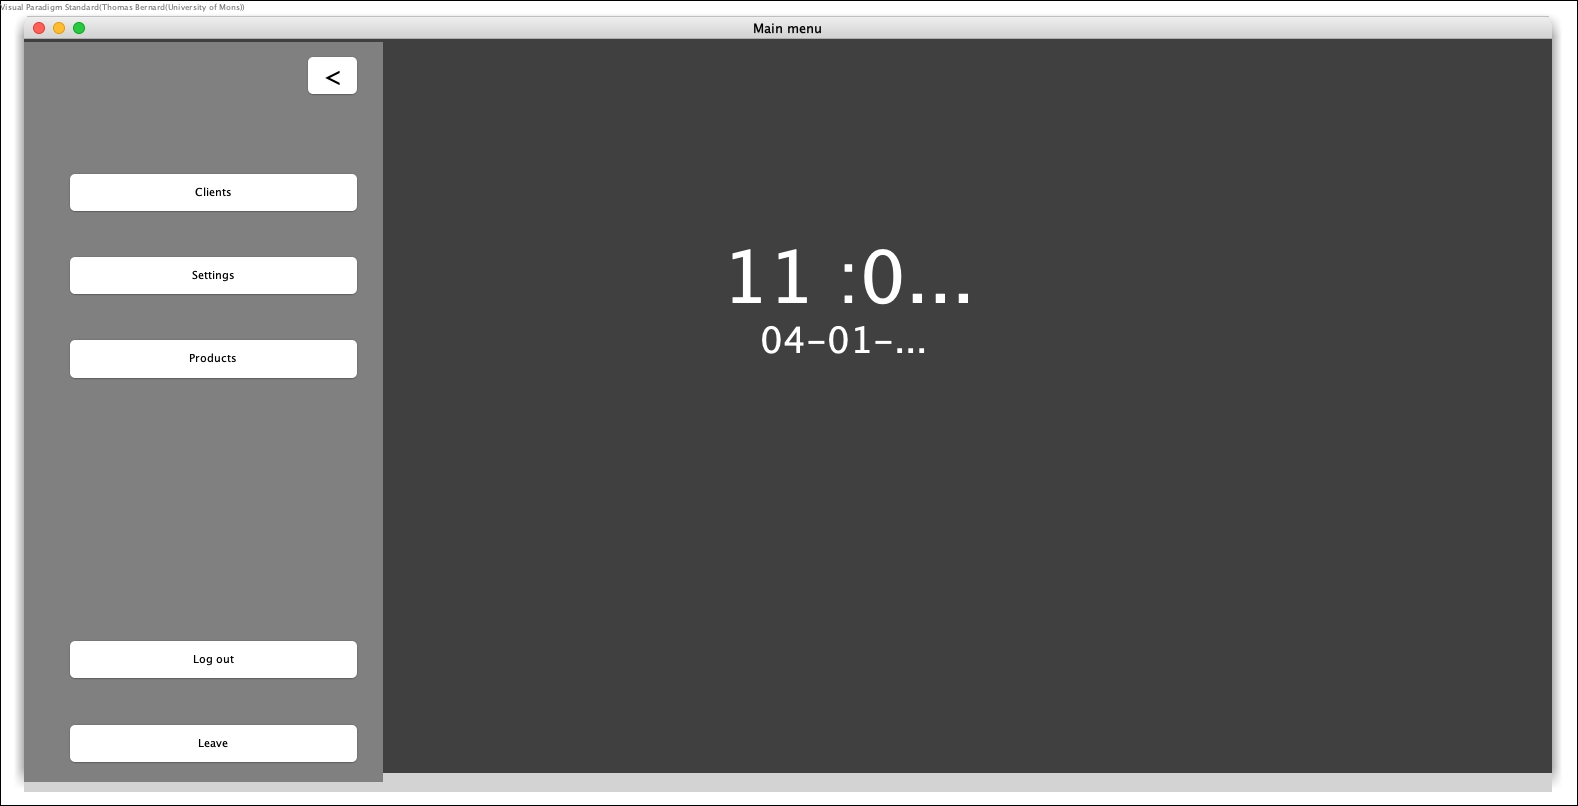 Visual Paradigm Standard(Thomas Bernard(University of Mons))
Main menu
<
Clients
Settings
Products
Log out
Leave
11 :0...
04-01-...